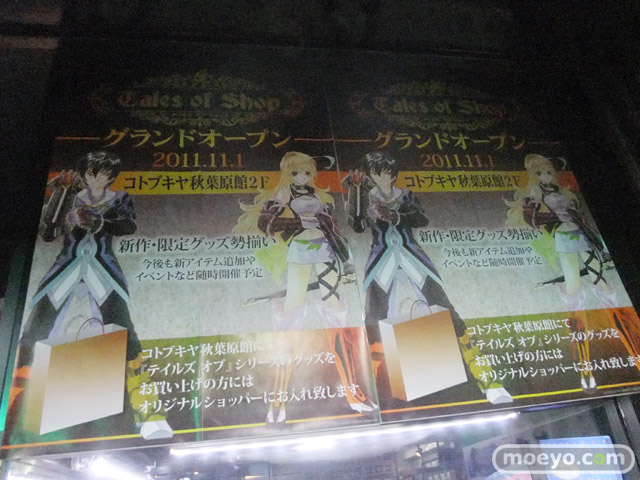 Tales of Shop
グランドオープン
2011.11.1
コトブキヤ秋葉原館2F
新作・限定グッズ勢揃い
今後も新アイテム追加や
イベントなど随時開催予定
コトブキヤ秋葉原館にて
『テイルズ オブ』シリーズのグッズを
お買い上げの方には
オリジナルショッパーにお入れ致します
Tales of Shop
グランドオープン
2011.11.1
コトブキヤ秋葉原館2F
新作・限定グッズ勢揃い
今後も新アイテム追加や
イベントなど随時開催予定
コトブキヤ秋葉原館にて
『テイルズ オブ』シリーズのグッズを
お買い上げの方には
オリジナルショッパーにお入れ致します
moeyo.com